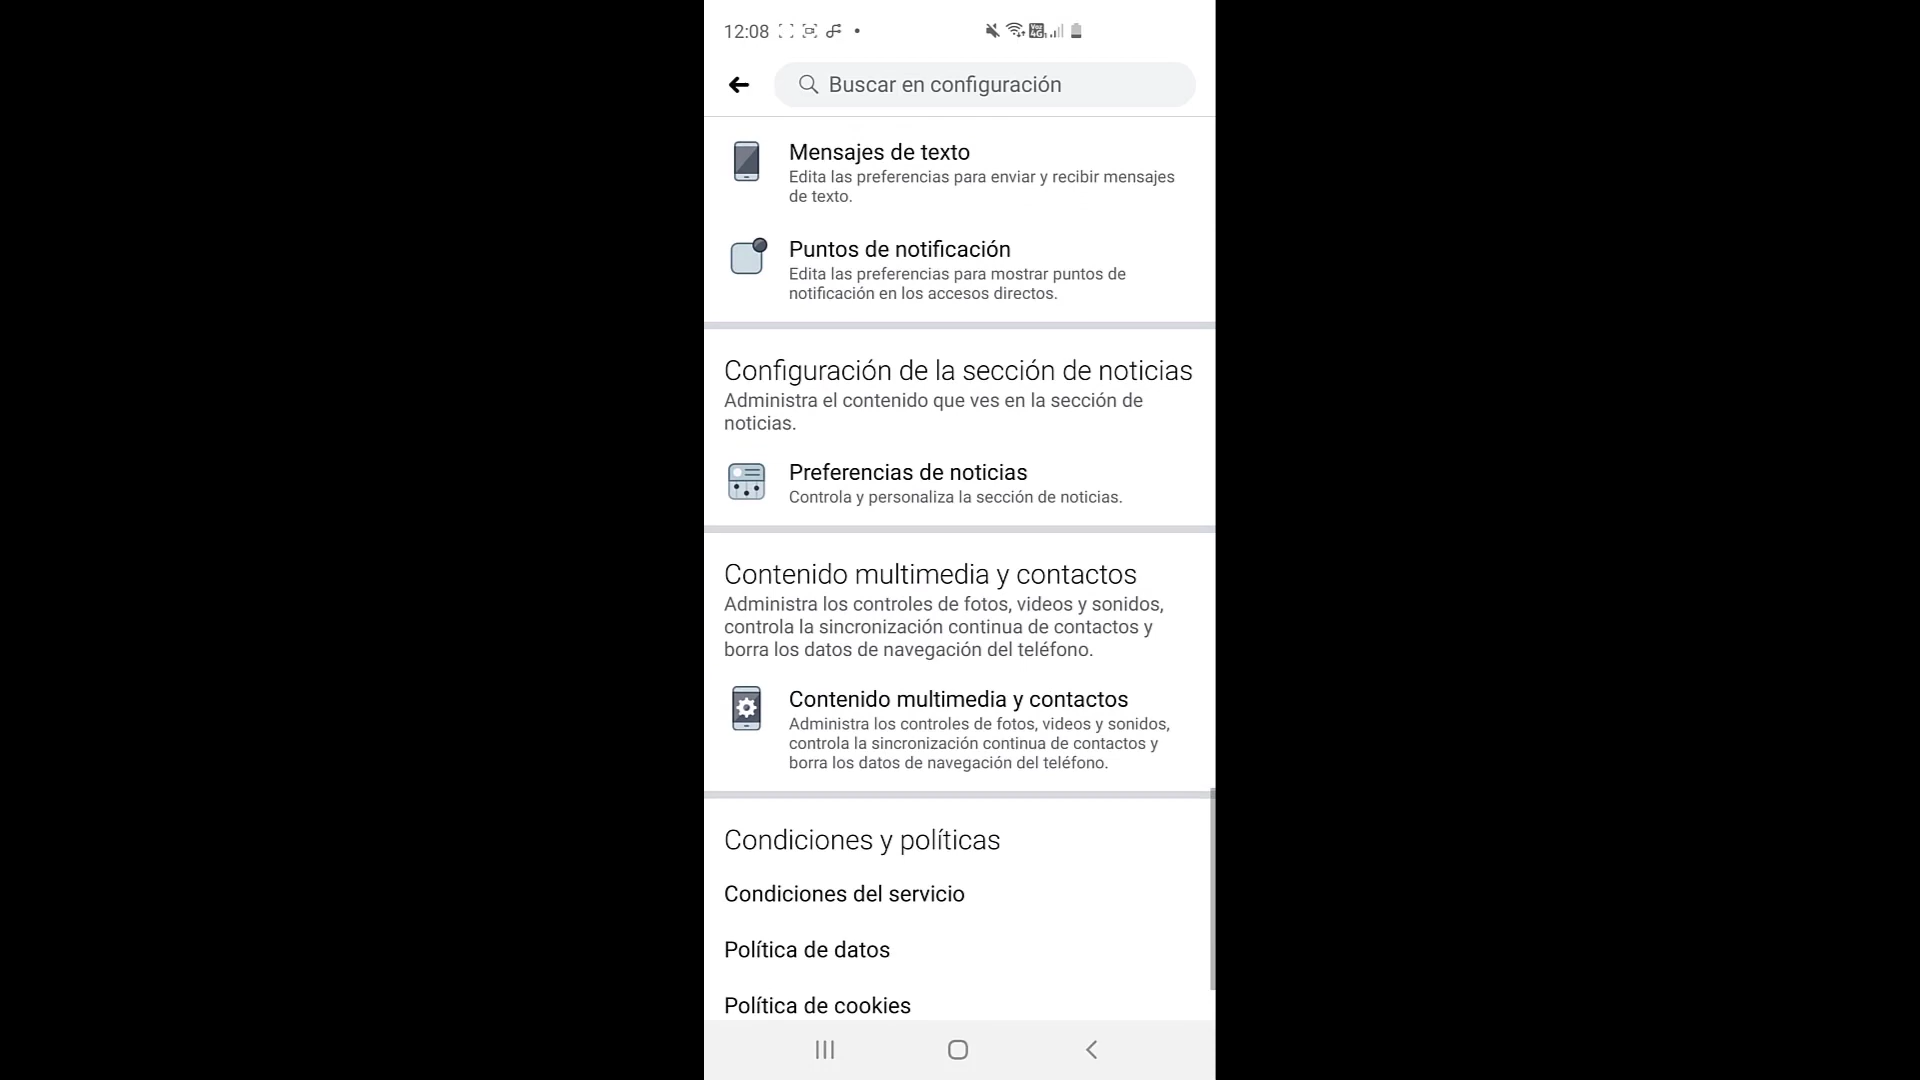 12:08
Buscar en configuración
Mensajes de texto
Edita las preferencias para enviar y recibir mensajes
de texto.
Puntos de notificación
Edita las preferencias para mostrar puntos de
notificación en los accesos directos.
Configuración de la sección de noticias
Administra el contenido que ves en la sección de
noticias.
Preferencias de noticias
Controla y personaliza la sección de noticias.
Contenido multimedia y contactos
Administra los controles de fotos, videos y sonidos,
controla la sincronización continua de contactos y
borra los datos de navegación del teléfono.
Contenido multimedia y contactos
Administra los controles de fotos, videos y sonidos,
controla la sincronización continua de contactos y
borra los datos de navegación del teléfono.
Condiciones y políticas
Condiciones del servicio
Política de datos
Política de cookies